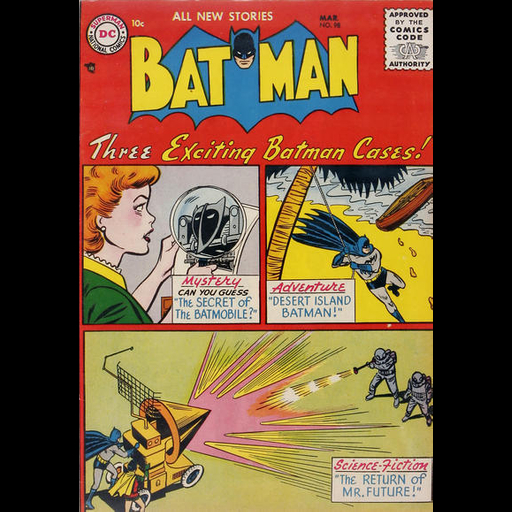 SUPERMAN
DC
NATIONAL COMICS
10c
ALL NEW STORIES
MAR.
NO. 98
APPROVED
BY THE
COMICS
CODE
AUTHORITY
BATMAN
Three Exciting Batman Cases!
Mystery
CAN YOU GUESS
"THE SECRET OF
THE BATMOBILE?"
Adventure
"DESERT ISLAND
BATMAN!"
Science-Fiction
"THE RETURN OF
MR. FUTURE!"